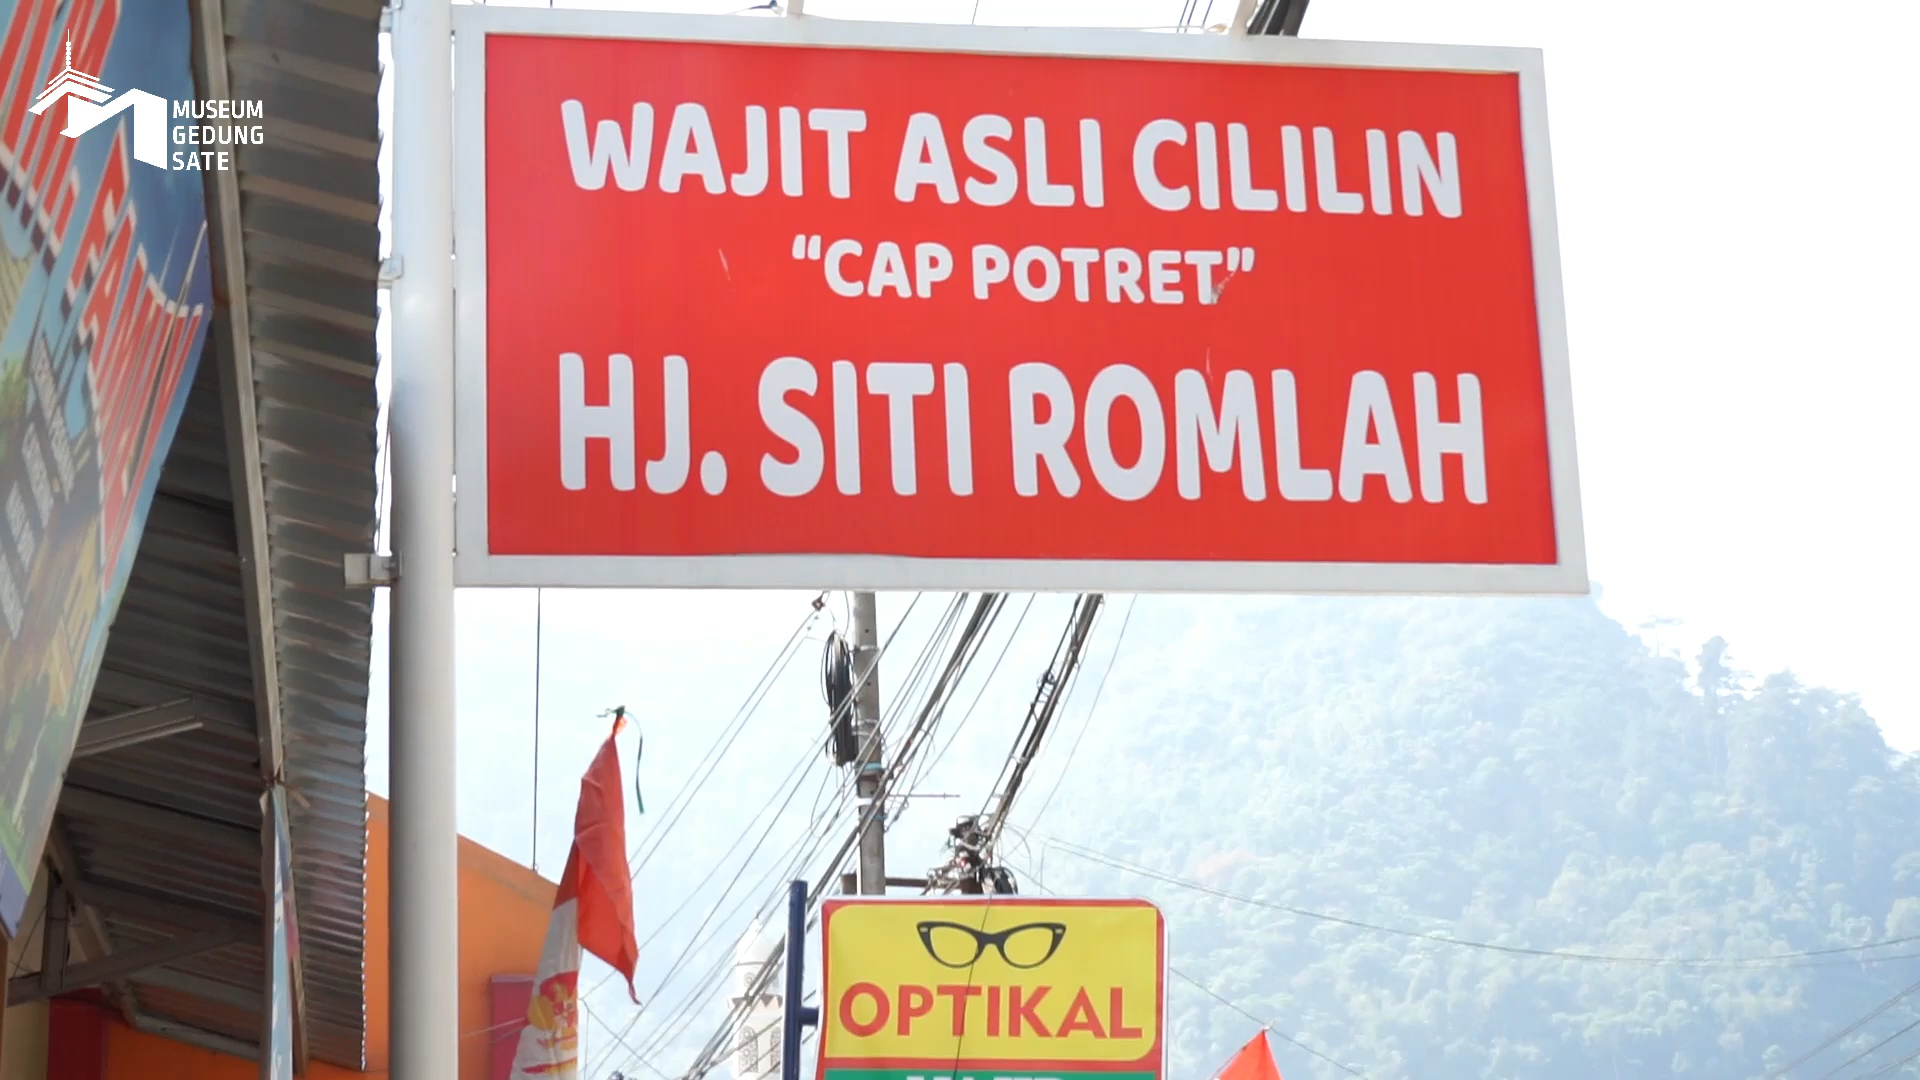 MUSEUM
GEDUNG
SATE
WAJIT ASLI CILILIN
“CAP POTRET”
HJ. SITI ROMLAH
OPTIKAL